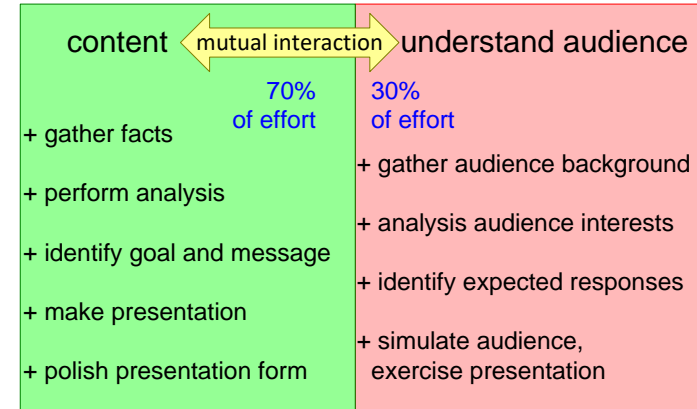 content
mutual interaction
understand audience
70%
of effort
30%
of effort
+ gather facts
+ perform analysis
+ identify goal and message
+ make presentation
+ polish presentation form
+ gather audience background
+ analysis audience interests
+ identify expected responses
+ simulate audience,
exercise presentation